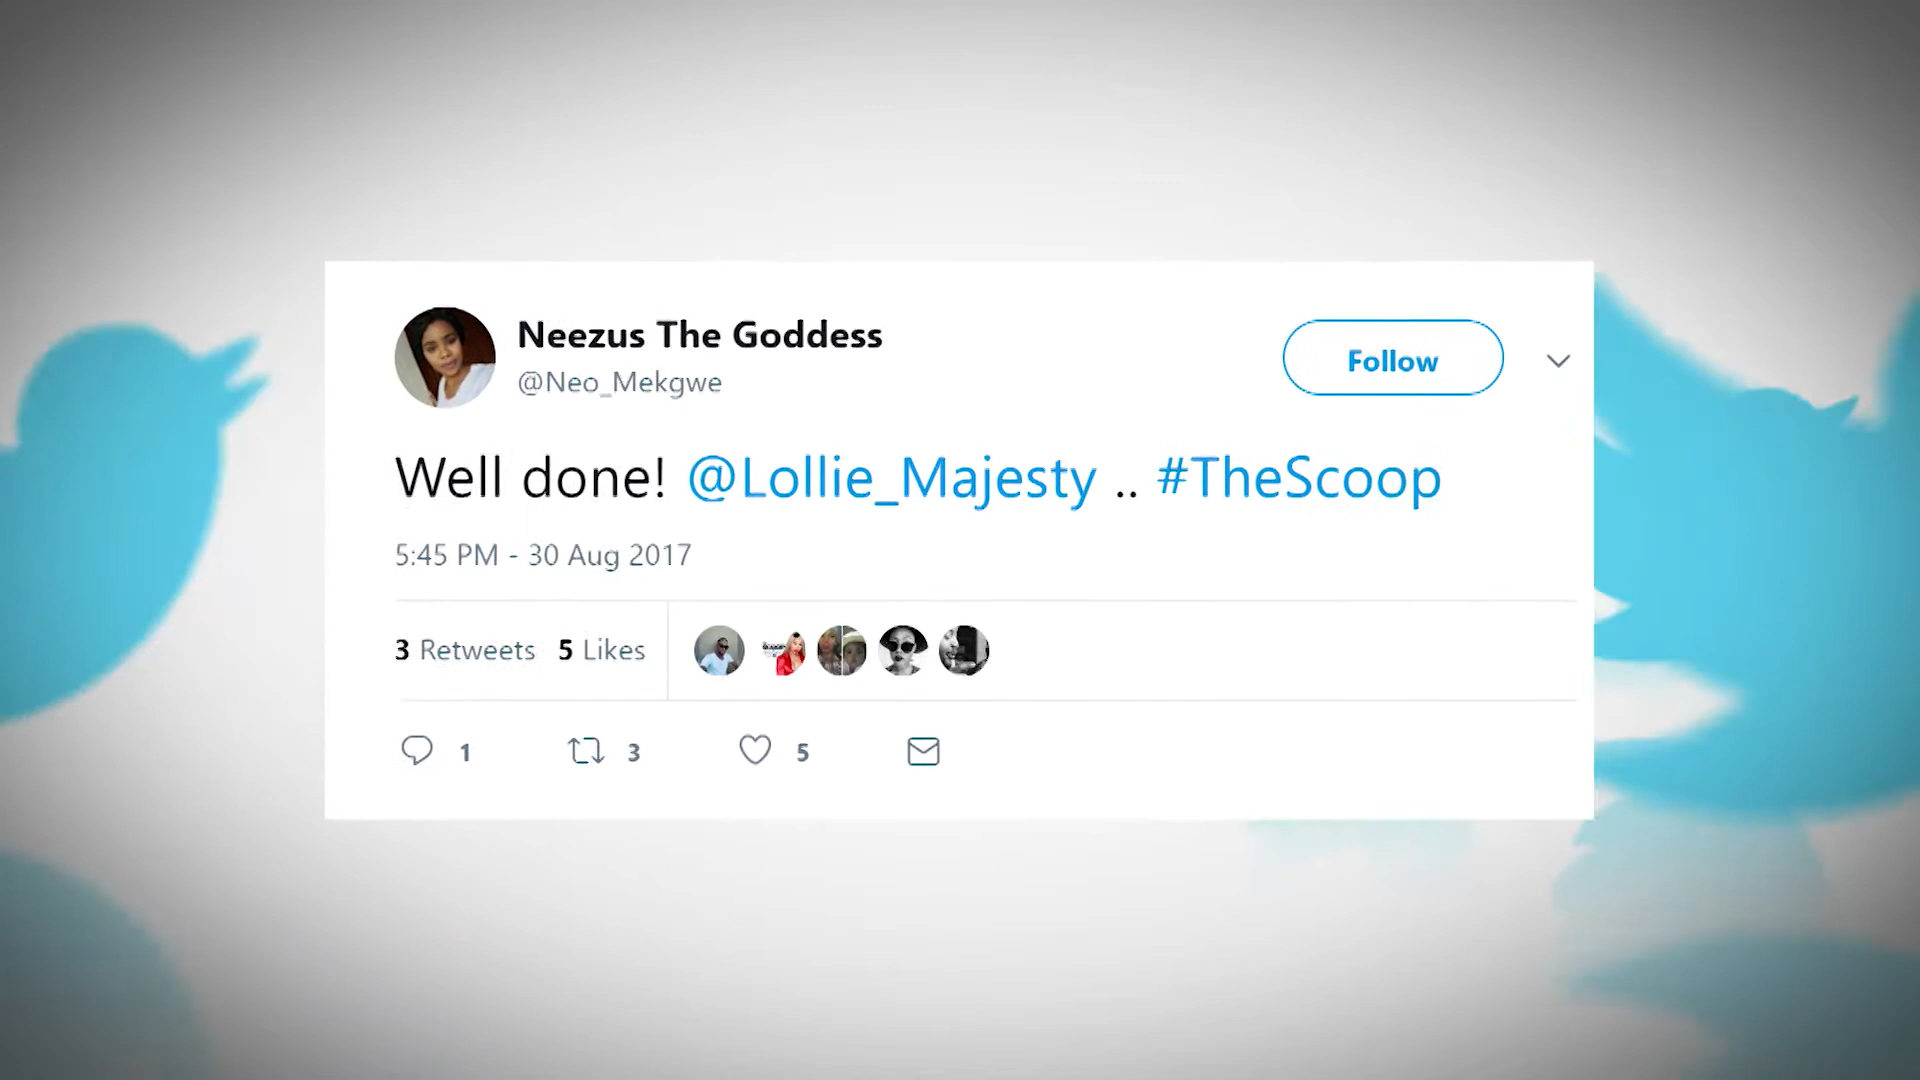 Neezus The Goddess
@Neo_Mekgwe
Follow
Well done! @Lollie_Majesty .. #TheScoop
5:45 PM - 30 Aug 2017
3 Retweets 5 Likes
1 3 5